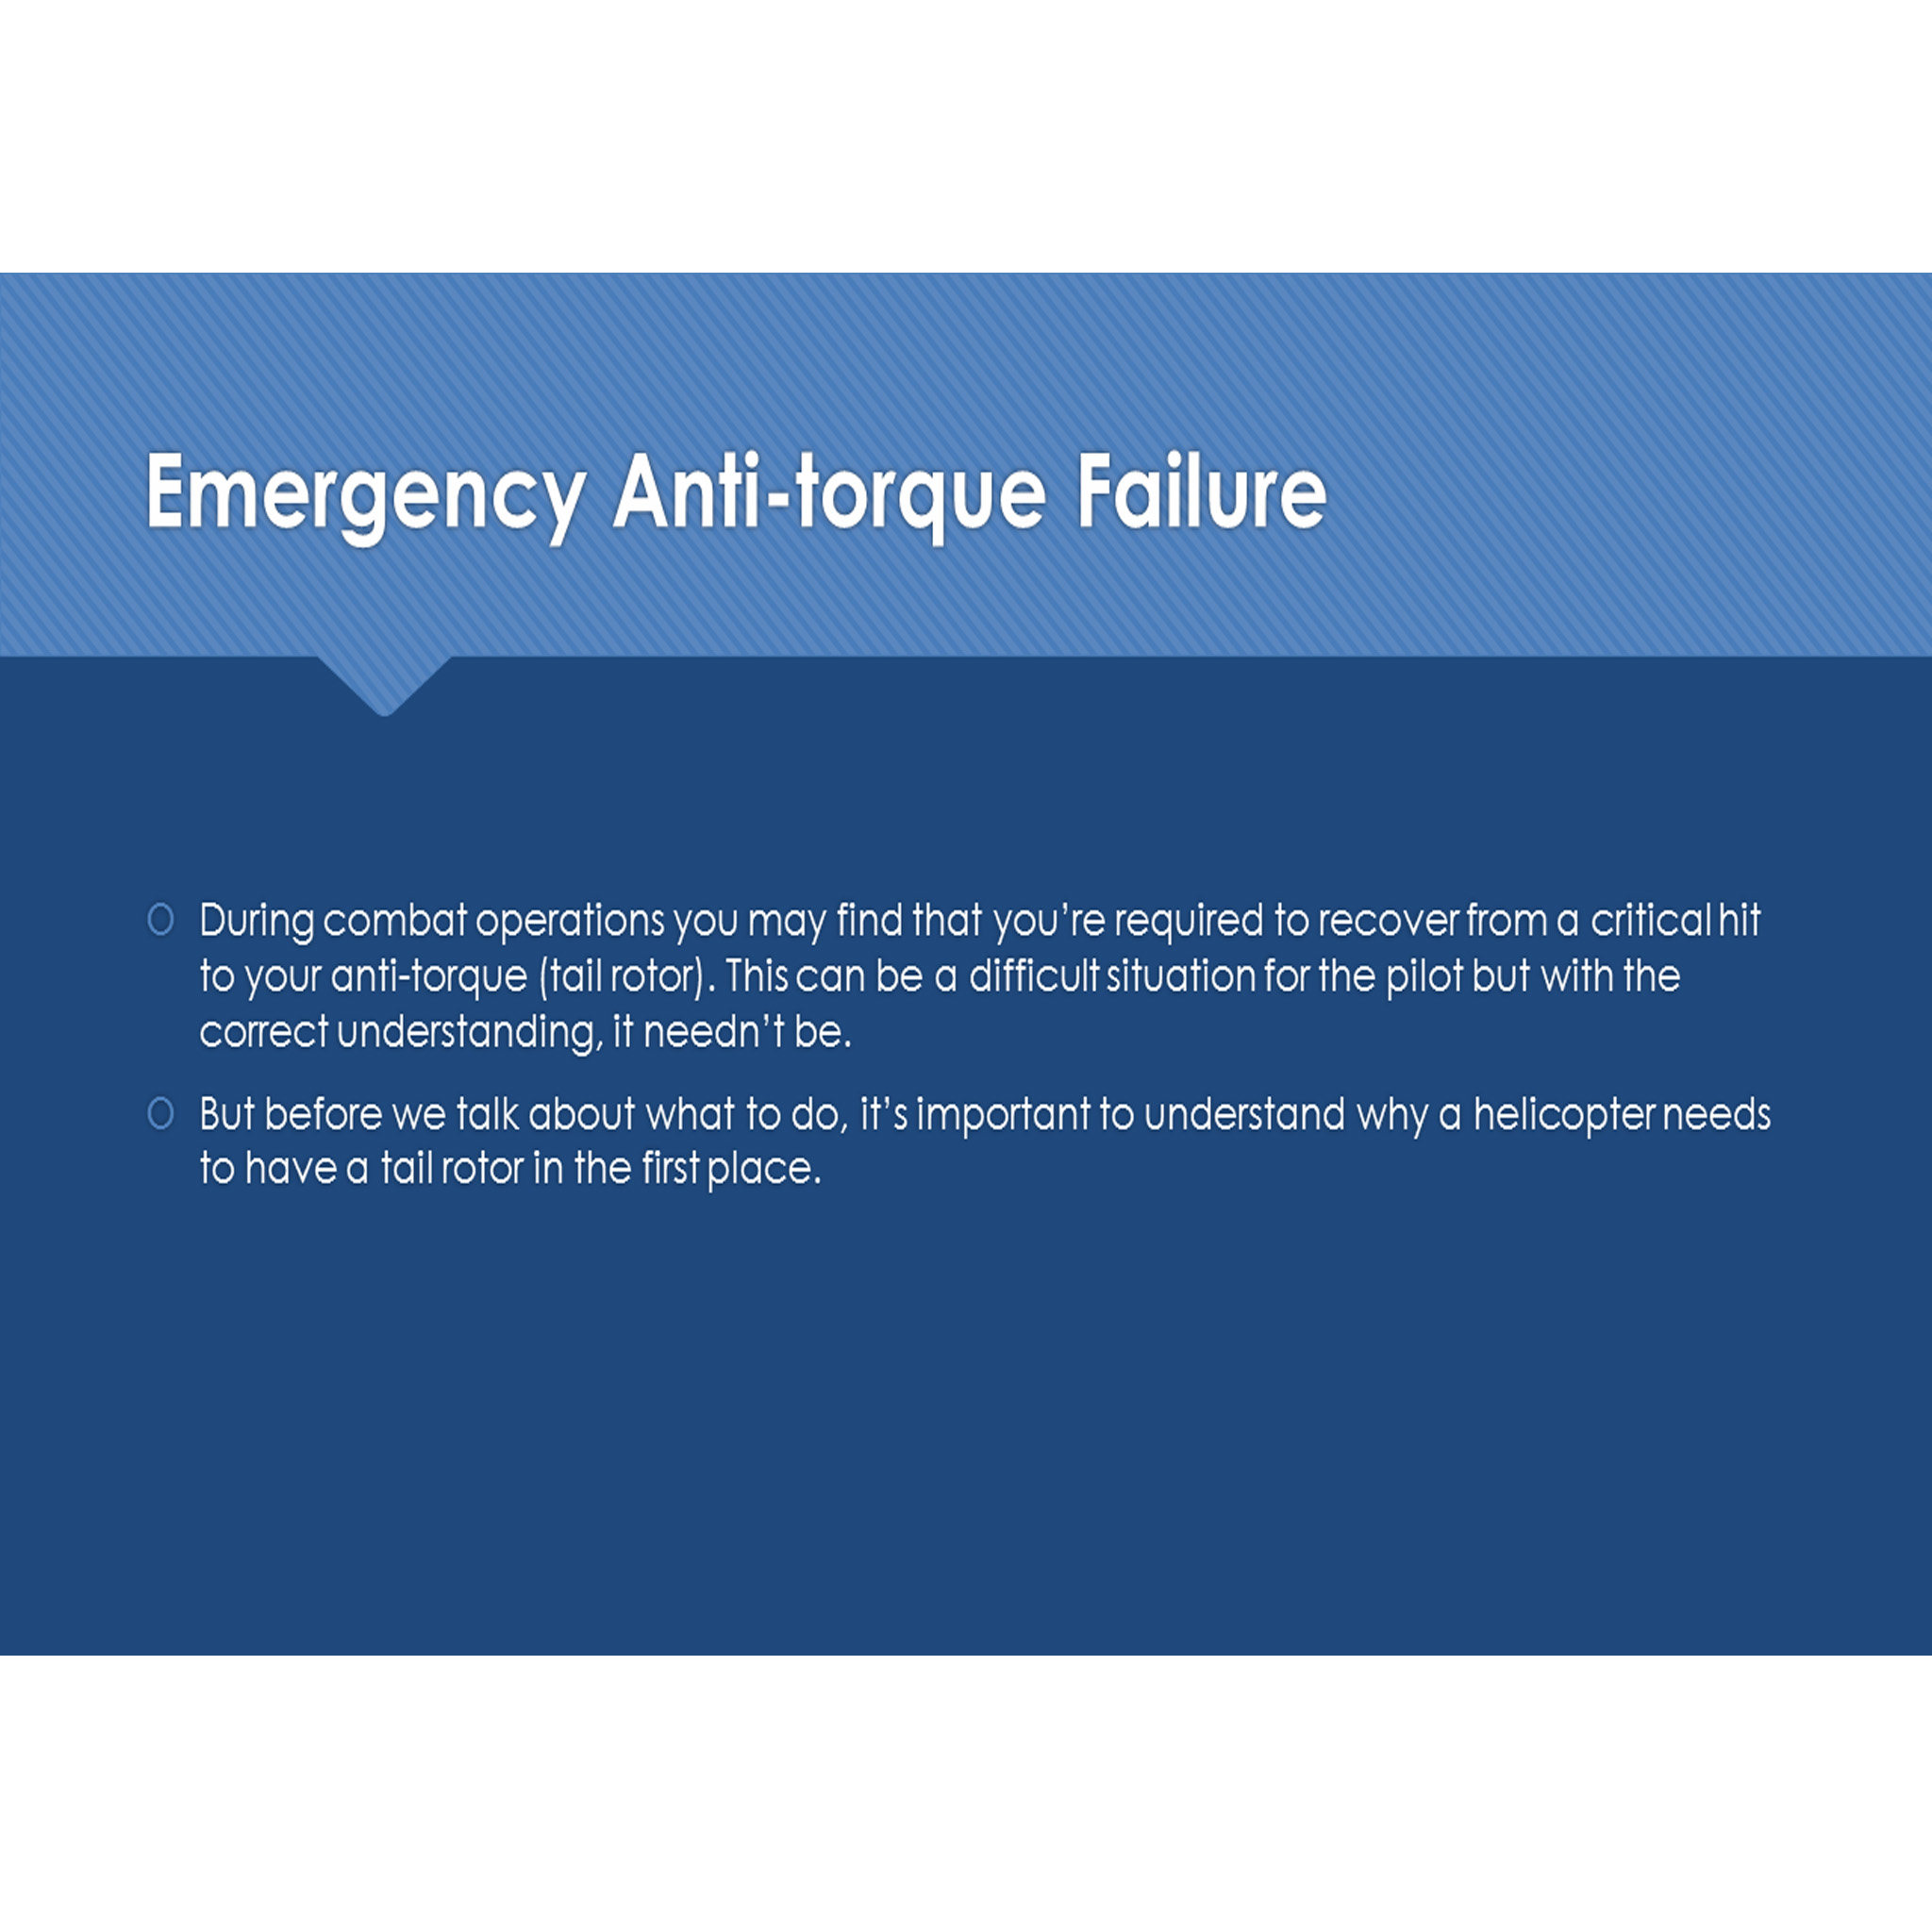 Emergency Anti-torque Failure
During combat operations you may find that you’re required to recover from a critical hit
to your anti-torque (tail rotor). This can be a difficult situation for the pilot but with the
correct understanding, it needn’t be.
But before we talk about what to do, it’s important to understand why a helicopter needs
to have a tail rotor in the first place.